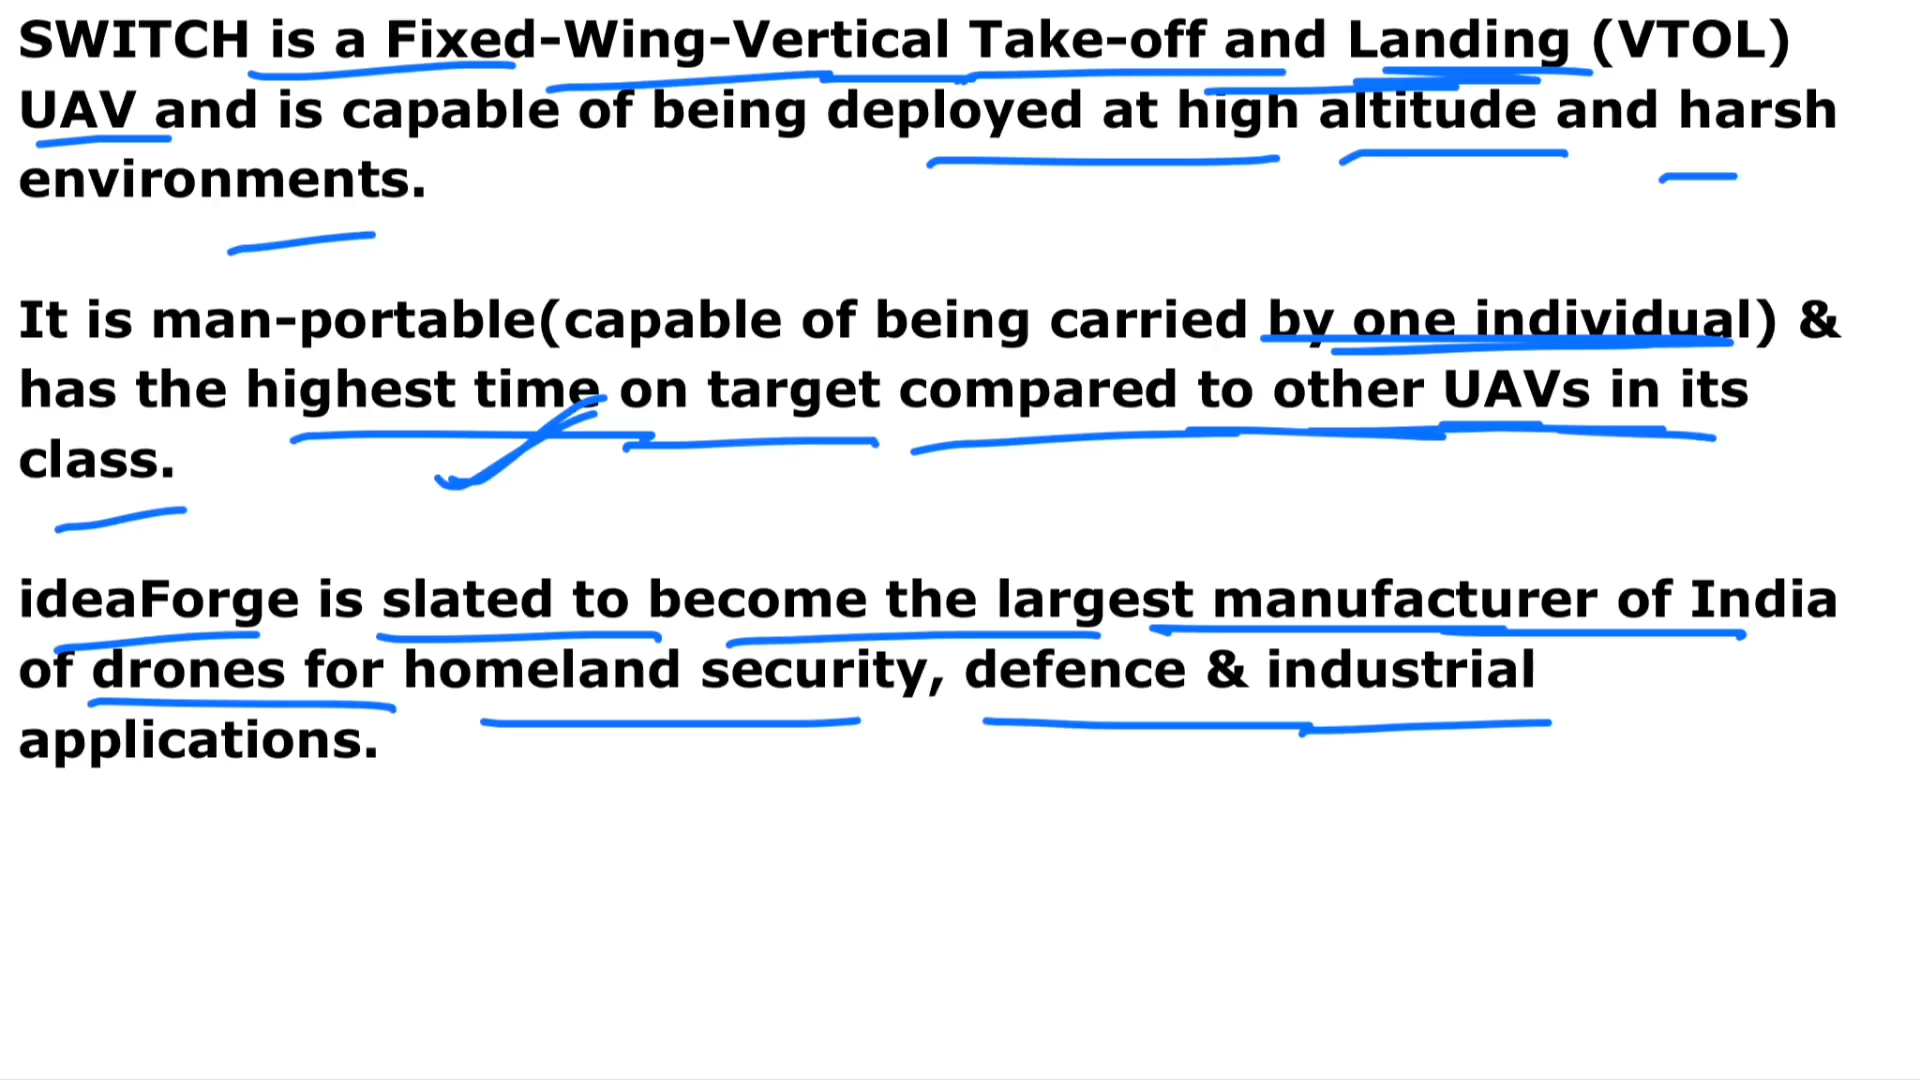 SWITCH is a Fixed-Wing-Vertical Take-off and Landing (VTOL)
UAV and is capable of being deployed at high altitude and harsh
environments.
It is man-portable(capable of being carried by one individual) &
has the highest time on target compared to other UAVs in its
class.
ideaForge is slated to become the largest manufacturer of India
of drones for homeland security, defence & industrial
applications.